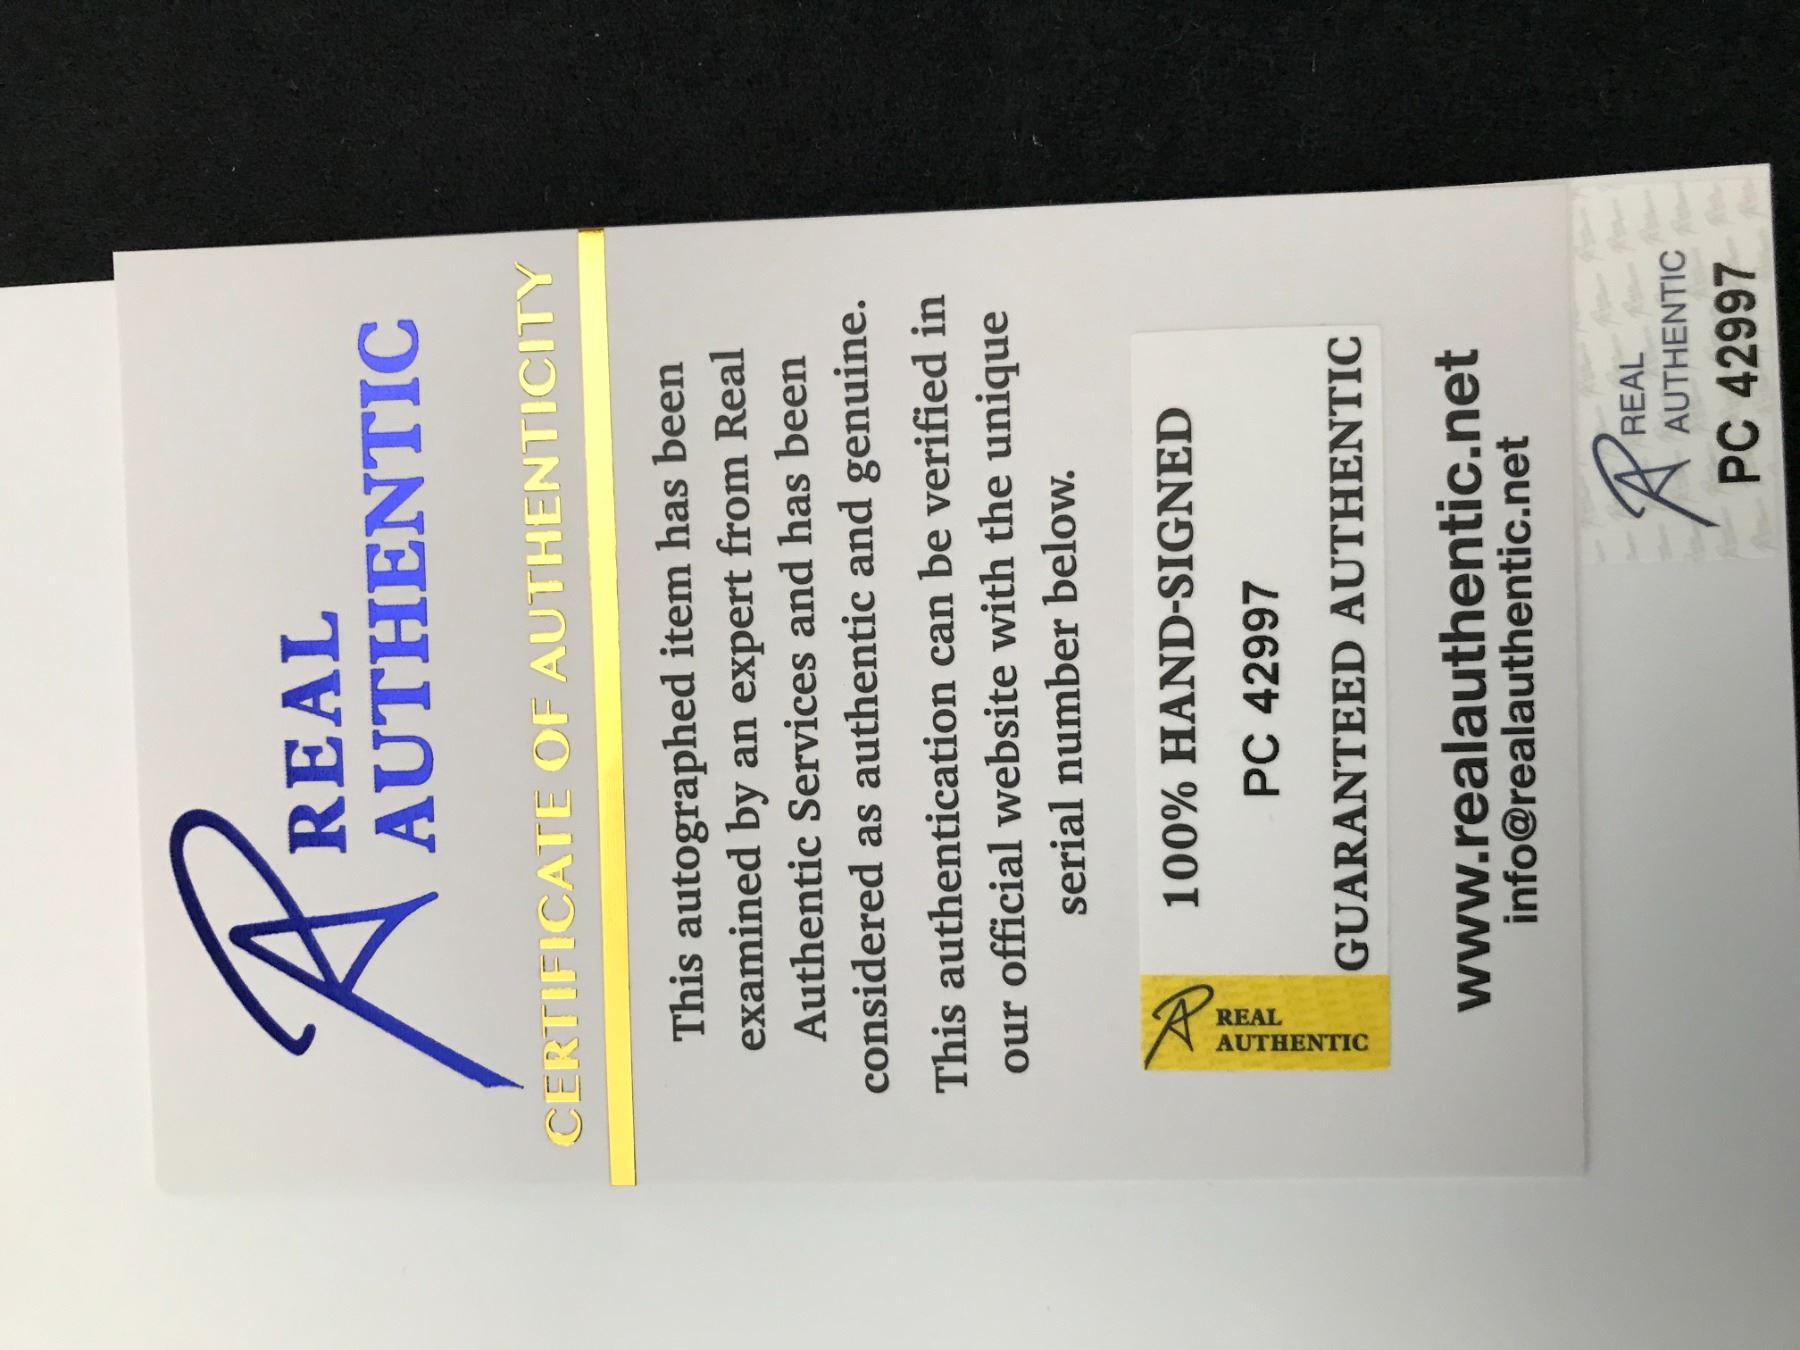 REAL
AUTHENTIC
CERTIFICATE OF AUTHENTICITY
This autographed item has been
examined by an expert from Real
Authentic Services and has been
considered as authentic and genuine.
This authentication can be verified in
our official website with the unique
serial number below.
REAL
AUTHENTIC
100% HAND-SIGNED
PC 42997
GUARANTEED AUTHENTIC
www.realauthentic.net
info@realauthentic.net
REAL
AUTHENTIC
PC 42997